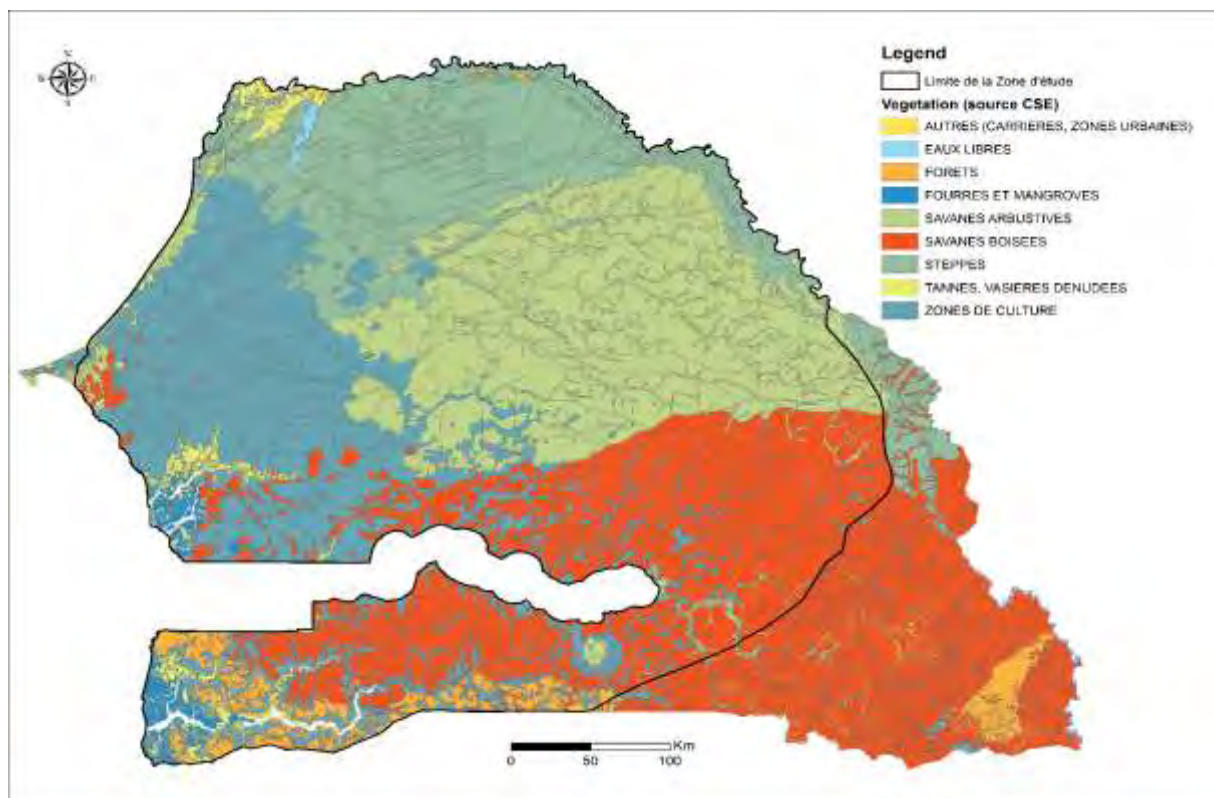 Legend
Limite de la Zone d'étude
Vegetation (source CSE)
AUTRES (CARRIERES, ZONES URBAINES)
EAUX LIBRES
FORETS
FOURRES ET MANGROVES
SAVANES ARBUSTIVES
SAVANES BOISEES
STEPPES
TANNES, VASIERES DENUDEES
ZONES DE CULTURE
Km
0 50 100